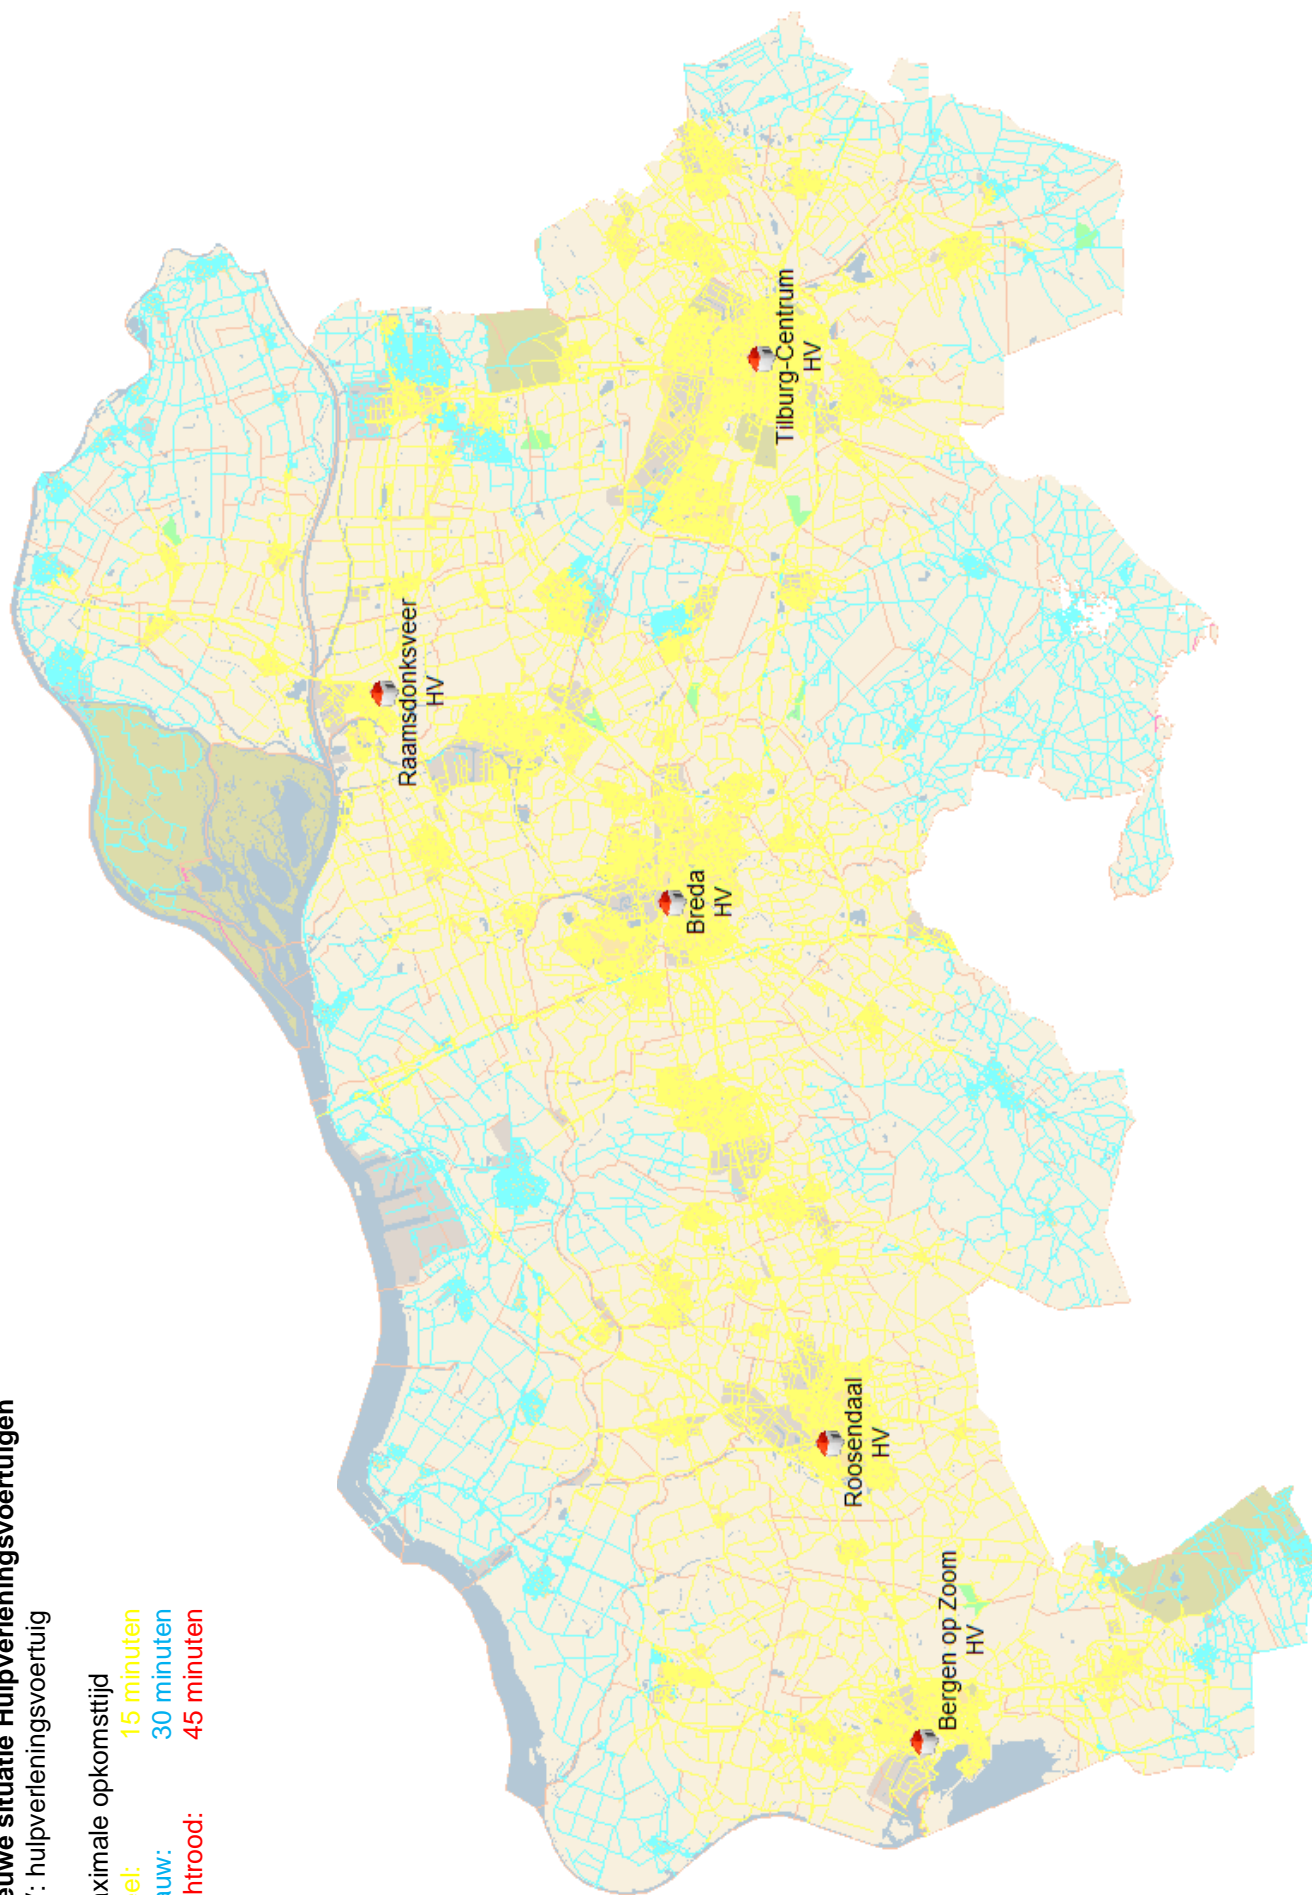 euwe situatie Hulpverleningsvoertuigen
: hulpverleningsvoertuig
ximale opkomsttijd
el: 15 minuten
auw: 30 minuten
htrood: 45 minuten
Bergen op Zoom
HV
Roosendaal
HV
Breda
HV
Raamsdonksveer
HV
Tilburg-Centrum
HV